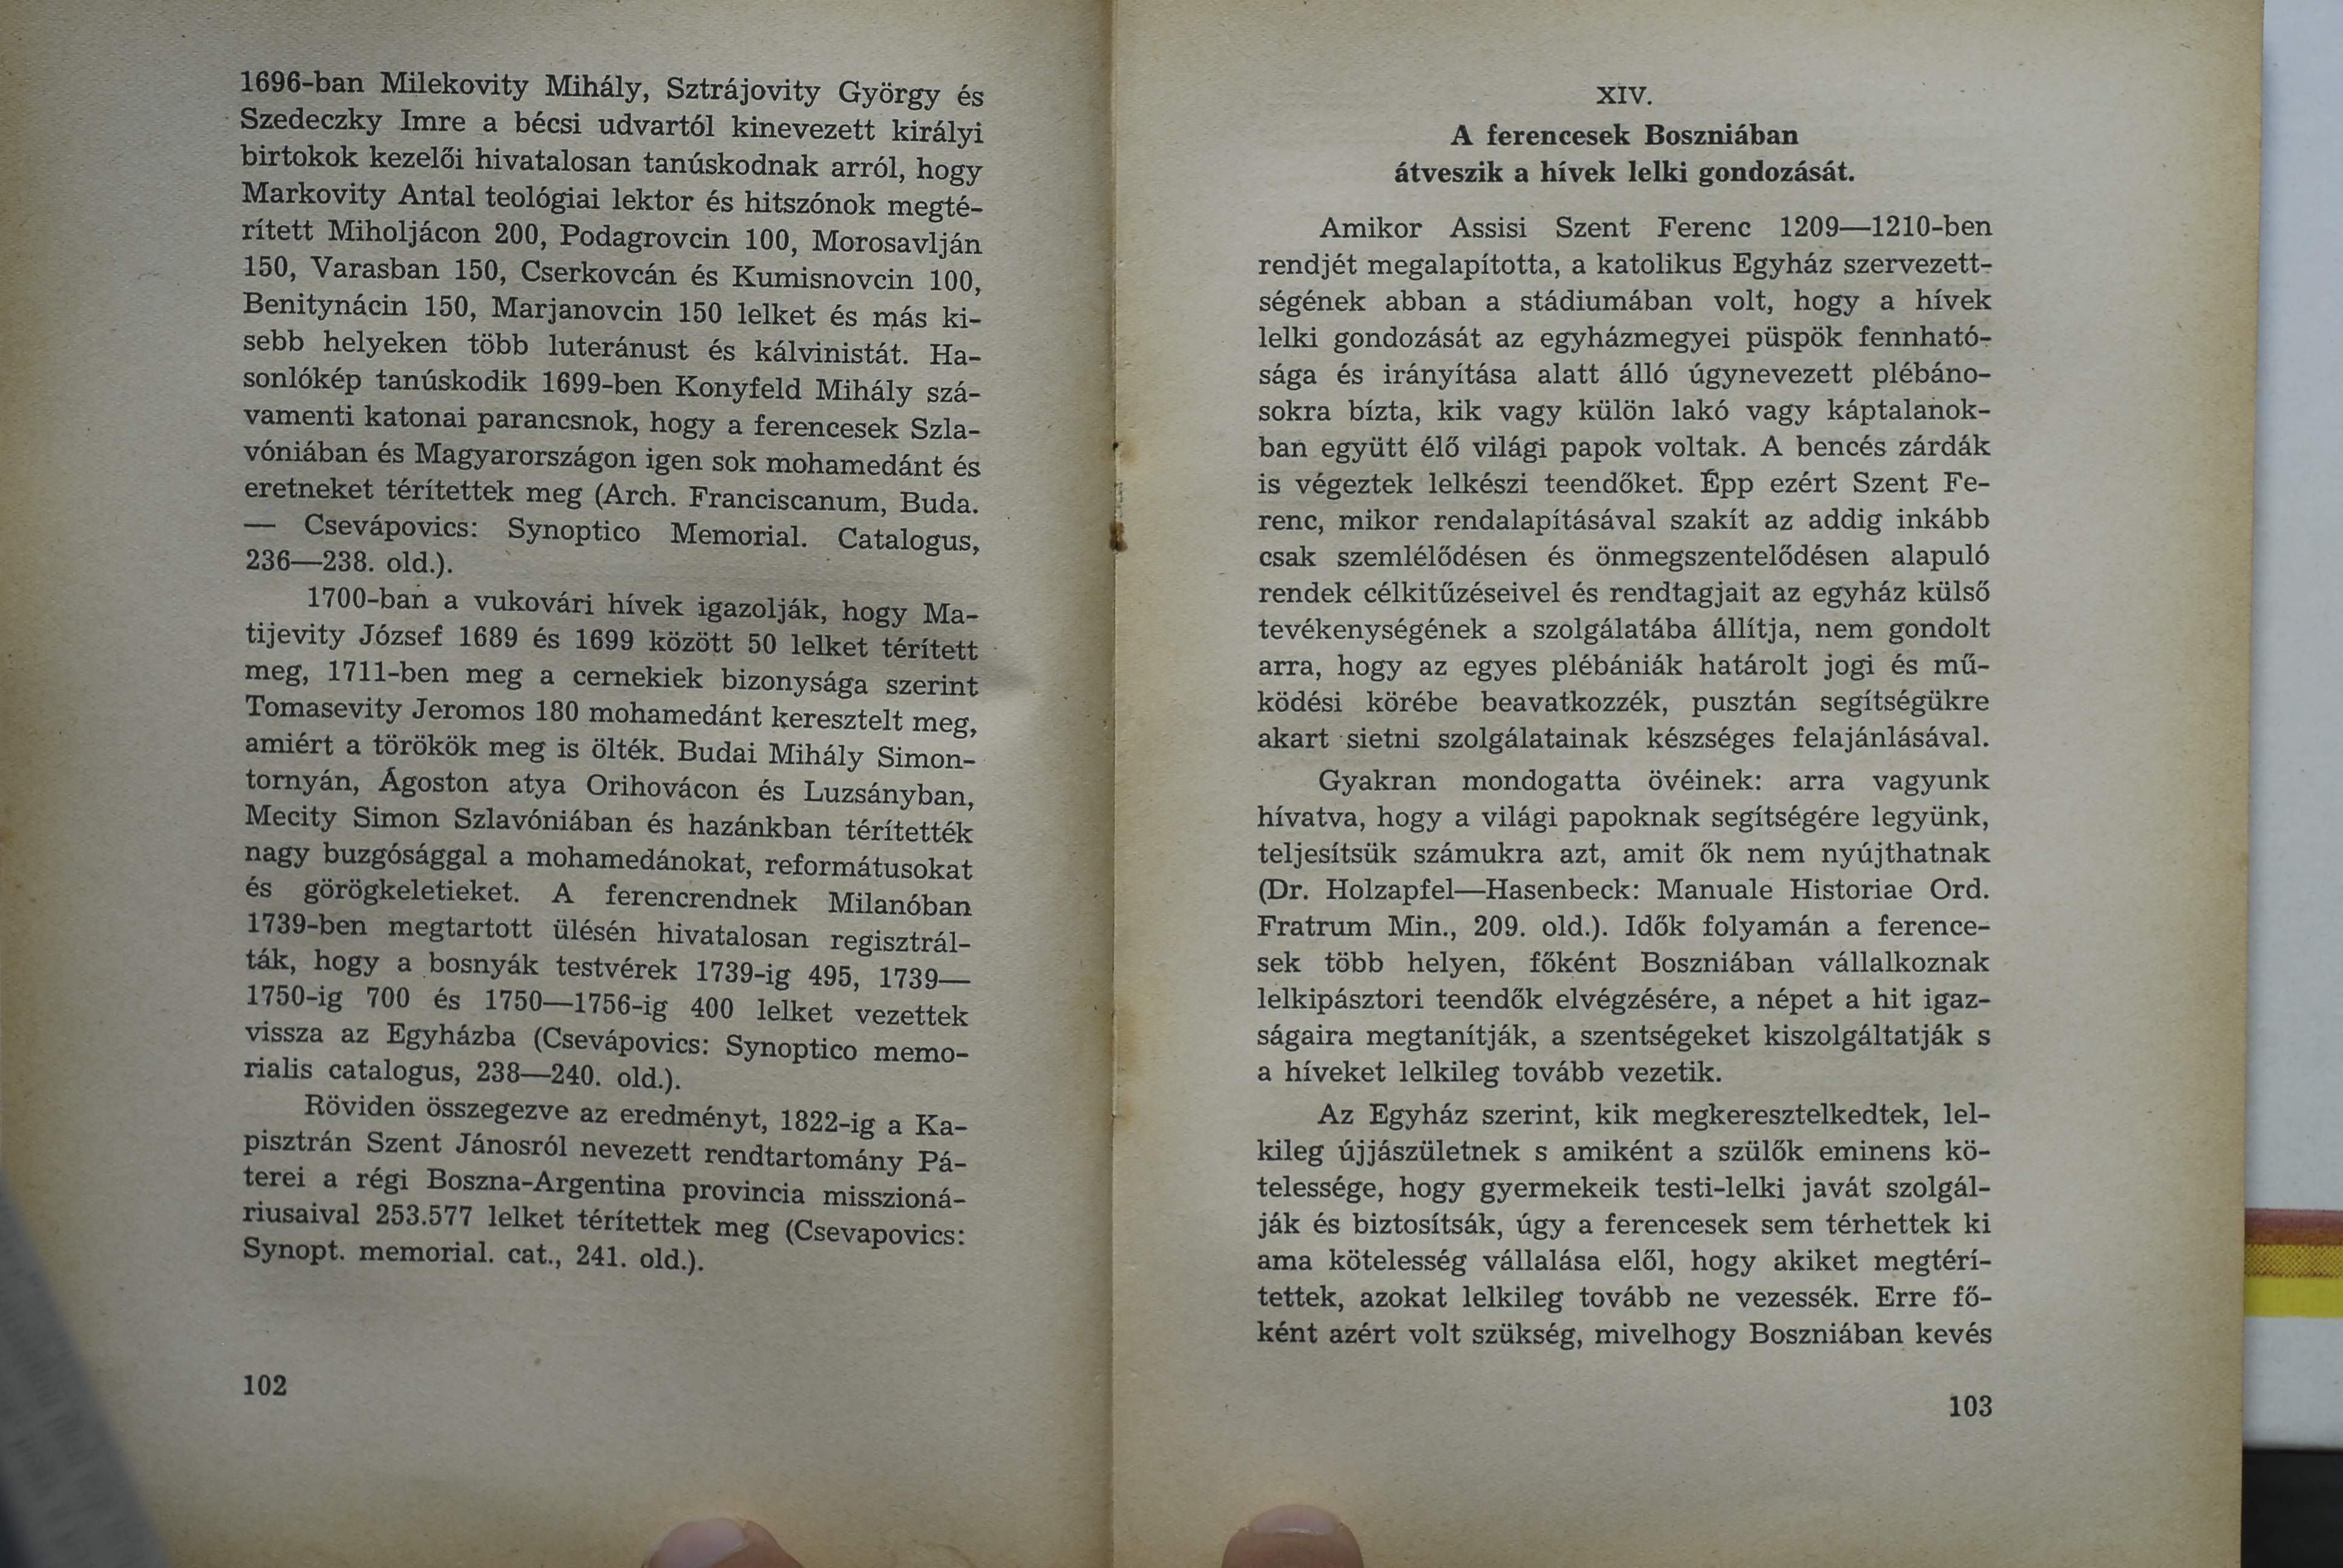 1696-ban Milekovity Mihály, Sztrájovity György és
Szedeczky Imre a bécsi udvartól kinevezett királyi
birtokok kezelői hivatalosan tanúskodnak arról, hogy
Markovity Antal teológiai lektor és hitszónok megté-
rített Miholjácon 200, Podagrovcin 100, Morosavlján
150, Varasban 150, Cserkovcán és Kumisnovcin 100,
Benitynácin 150, Marjanovcin 150 lelket és más ki-
sebb helyeken több luteránust és kálvinistát. Ha-
sonlókép tanúskodik 1699-ben Konyfeld Mihály szá-
vamenti katonai parancsnok, hogy a ferencesek Szla-
vóniában és Magyarországon igen sok mohamedánt és
eretneket térítettek meg (Arch. Franciscanum, Buda.
— Csevápovics: Synoptico Memorial. Catalogus,
236—238. old.).
1700-ban a vukovári hívek igazolják, hogy Ma-
tijevity József 1689 és 1699 között 50 lelket térített
meg, 1711-ben meg a cernekiek bizonysága szerint
Tomasevity Jeromos 180 mohamedánt keresztelt meg,
amiért a törökök meg is ölték. Budai Mihály Simon-
tornyán, Ágoston atya Orihovácon és Luzsányban,
Mecity Simon Szlavóniában és hazánkban térítették
nagy buzgósággal a mohamedánokat, reformátusokat
és görögkeletieket. A ferencrendnek Milanóban
1739-ben megtartott ülésén hivatalosan regisztrál-
ták, hogy a bosnyák testvérek 1739-ig 495, 1739—
1750-ig 700 és 1750—1756-ig 400 lelket vezettek
vissza az Egyházba (Csevápovics: Synoptico memo-
rialis catalogus, 238—240. old.).
Röviden összegezve az eredményt, 1822-ig a Ka-
pisztrán Szent Jánosról nevezett rendtartomány Pá-
terei a régi Boszna-Argentina provincia misszioná-
riusaival 253.577 lelket térítettek meg (Csevapovics:
Synopt. memorial. cat., 241. old.).
102
XIV.
A ferencesek Boszniában
átveszik a hívek lelki gondozását.
Amikor Assisi Szent Ferenc 1209—1210-ben
rendjét megalapította, a katolikus Egyház szervezett-
ségének abban a stádiumában volt, hogy a hívek
lelki gondozását az egyházmegyei püspök fennható-
sága és irányítása alatt álló úgynevezett plébáno-
sokra bízta, kik vagy külön lakó vagy káptalanok-
ban együtt élő világi papok voltak. A bencés zárdák
is végeztek lelkészi teendőket. Épp ezért Szent Fe-
renc, mikor rendalapításával szakít az addig inkább
csak szemlélődésen és önmegszentelődésen alapuló
rendek célkitűzéseivel és rendtagjait az egyház külső
tevékenységének a szolgálatába állítja, nem gondolt
arra, hogy az egyes plébániák határolt jogi és mű-
ködési körébe beavatkozzék, pusztán segítségükre
akart sietni szolgálatainak készséges felajánlásával.
Gyakran mondogatta övéinek: arra vagyunk
hívatva, hogy a világi papoknak segítségére legyünk,
teljesítsük számukra azt, amit ők nem nyújthatnak
(Dr. Holzapfel—Hasenbeck: Manuale Historiae Ord.
Fratrum Min., 209. old.). Idők folyamán a ference-
sek több helyen, főként Boszniában vállalkoznak
lelkipásztori teendők elvégzésére, a népet a hit igaz-
ságaira megtanítják, a szentségeket kiszolgáltatják s
a híveket lelkileg tovább vezetik.
Az Egyház szerint, kik megkeresztelkedtek, lel-
kileg újjászületnek s amiként a szülők eminens kö-
telessége, hogy gyermekeik testi-lelki javát szolgál-
ják és biztosítsák, úgy a ferencesek sem térhettek ki
ama kötelesség vállalása elől, hogy akiket megtérí-
tettek, azokat lelkileg tovább ne vezessék. Erre fő-
ként azért volt szükség, mivelhogy Boszniában kevés
103